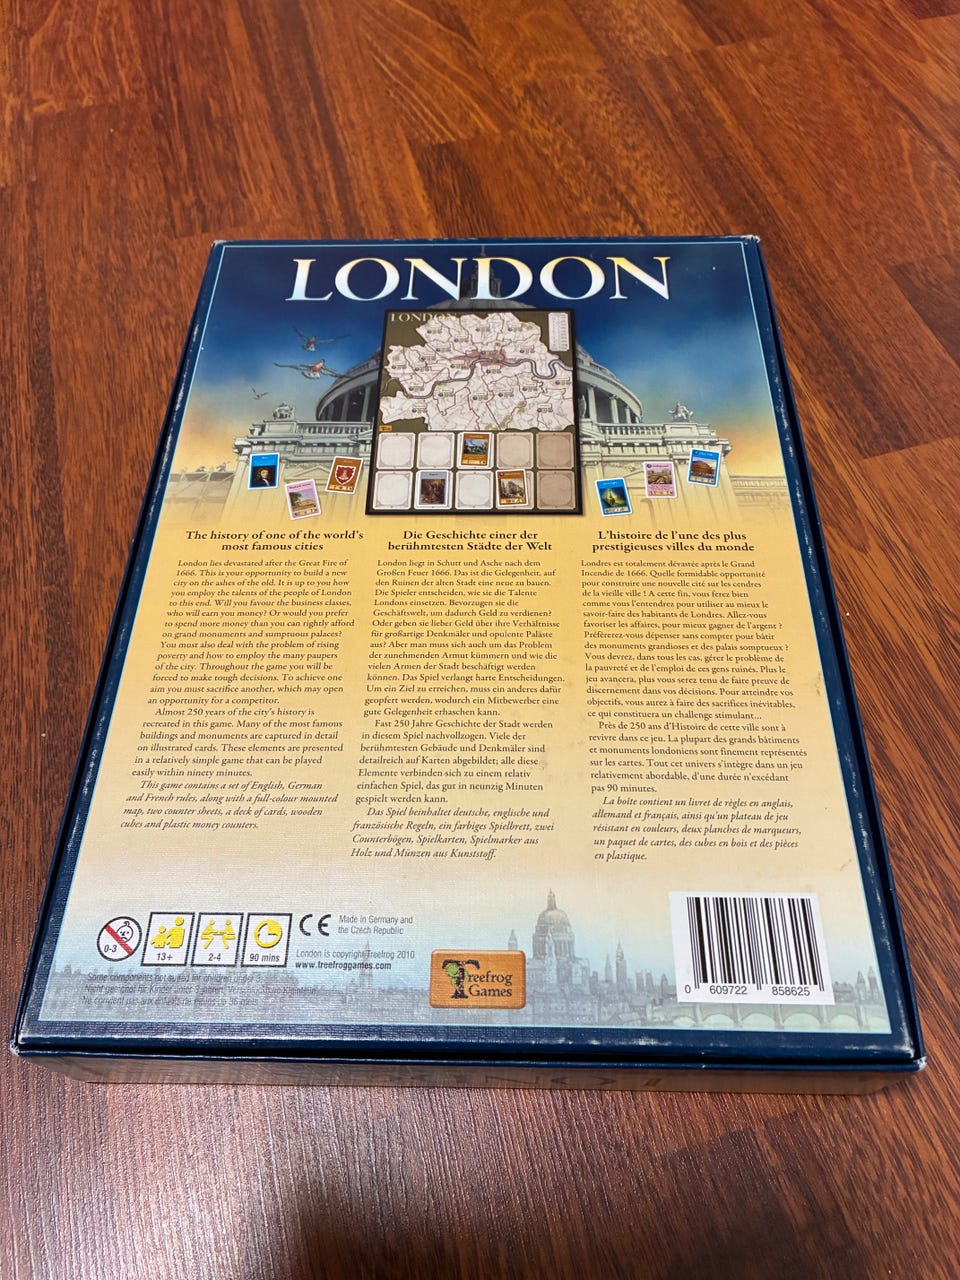 LONDON
LONDON
The history of one of the world's
most famous cities
London lies devastated after the Great Fire of
1666. This is your opportunity to build a new
city on the ashes of the old. It is up to you how
you employ the talents of the people of London
to this end. Will you favour the business classes,
who will earn you money? Or would you prefer
to spend more money than you can rightly afford
on grand monuments and sumptuous palaces?
You must also deal with the problem of rising
poverty and how to employ the many paupers
of the city. Throughout the game you will be
forced to make tough decisions. To achieve one
aim you must sacrifice another, which may open
an opportunity for a competitor.
Almost 250 years of the city's history is
recreated in this game. Many of the most famous
buildings and monuments are captured in detail
on illustrated cards. These elements are presented
in a relatively simple game that can be played
easily within ninety minutes.
This game contains a set of English, German
and French rules, along with a full-colour mounted
map, two counter sheets, a deck of cards, wooden
cubes and plastic money counters.
Die Geschichte einer der
berühmtesten Städte der Welt
London liegt in Schutt und Asche nach dem
Großen Feuer 1666. Das ist die Gelegenheit, auf
den Ruinen der alten Stadt eine neue zu bauen.
Die Spieler entscheiden, wie sie die Talente
Londons einsetzen. Bevorzugen sie die
Geschäftswelt, um dadurch Geld zu verdienen?
Oder geben sie lieber Geld über ihre Verhältnisse
für großartige Denkmäler und opulente Paläste
aus? Aber man muss sich auch um das Problem
der zunehmenden Armut kümmern und wie die
vielen Armen der Stadt beschäftigt werden
können. Das Spiel verlangt harte Entscheidungen.
Um ein Ziel zu erreichen, muss ein anderes dafür
geopfert werden, wodurch ein Mitbewerber eine
gute Gelegenheit erhaschen kann.
Fast 250 Jahre Geschichte der Stadt werden
in diesem Spiel nachvollzogen. Viele der
berühmtesten Gebäude und Denkmäler sind
detailreich auf Karten abgebildet; alle diese
Elemente verbinden sich zu einem relativ
einfachen Spiel, das gut in neunzig Minuten
gespielt werden kann.
Das Spiel beinhaltet deutsche, englische und
französische Regeln, ein farbiges Spielbrett, zwei
Counterbögen, Spielkarten, Spielmarker aus
Holz und Münzen aus Kunststoff.
L'histoire de l'une des plus
prestigieuses villes du monde
Londres est totalement dévastée après le Grand
Incendie de 1666. Quelle formidable opportunité
pour construire une nouvelle cité sur les cendres
de la vieille ville ! A cette fin, vous ferez bien
comme vous l'entendrez pour utiliser au mieux le
savoir-faire des habitants de Londres. Allez-vous
favoriser les affaires, pour mieux gagner de l'argent ?
Préférerez-vous dépenser sans compter pour bâtir
des monuments grandioses et des palais somptueux ?
Vous devrez, dans tous les cas, gérer le problème de
la pauvreté et de l'emploi de ces gens ruinés. Plus le
jeu avancera, plus vous serez tenu de faire preuve de
discernement dans vos décisions. Pour atteindre vos
objectifs, vous aurez à faire des sacrifices inévitables,
ce qui constituera un challenge stimulant...
Près de 250 ans d'Histoire de cette ville sont à
revivre dans ce jeu. La plupart des grands bâtiments
et monuments londoniens sont finement représentés
sur les cartes. Tout cet univers s'intègre dans un jeu
relativement abordable, d'une durée n'excédant
pas 90 minutes.
La boîte contient un livret de règles en anglais,
allemand et français, ainsi qu'un plateau de jeu
résistant en couleurs, deux planches de marqueurs,
un paquet de cartes, des cubes en bois et des pièces
en plastique.
0-3
13+
2-4
90 mins
CE
Made in Germany and
the Czech Republic
London is copyright Treefrog 2010
www.treefroggames.com
Some components not suited for children under 3
Treefrog
Games
0 609722 858625